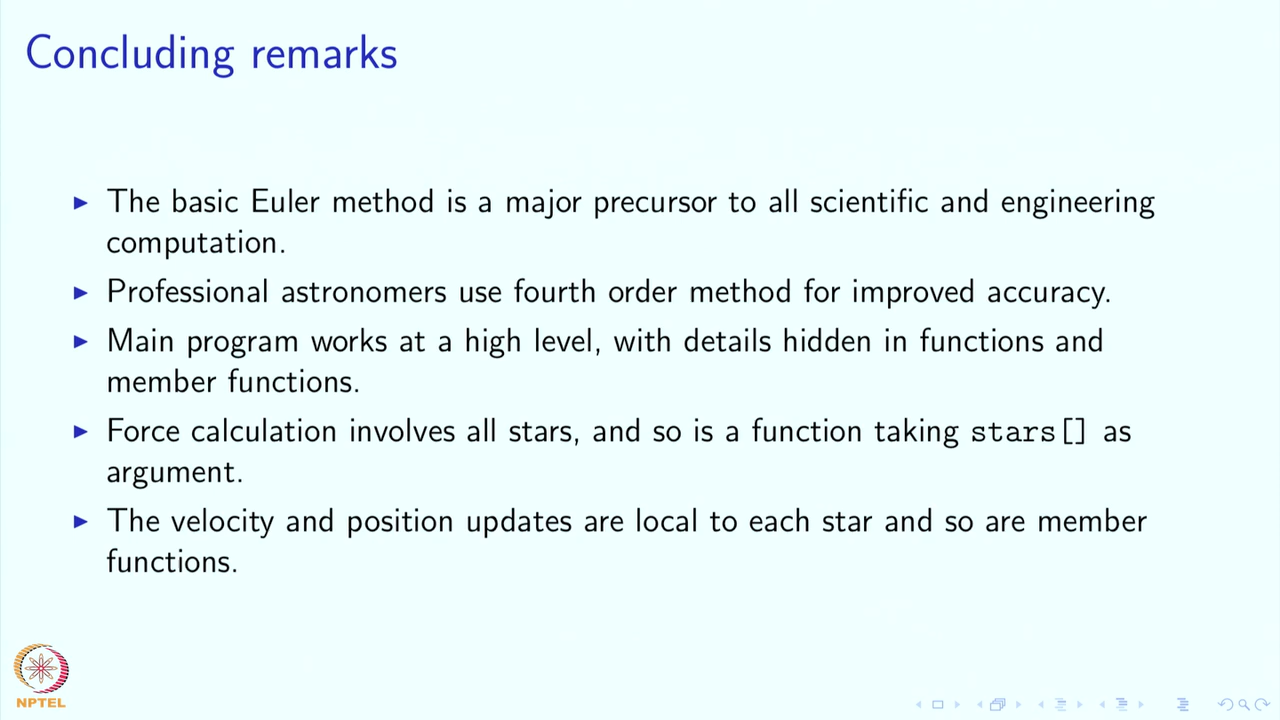 Concluding remarks
▶ The basic Euler method is a major precursor to all scientific and engineering
computation.
▶ Professional astronomers use fourth order method for improved accuracy.
▶ Main program works at a high level, with details hidden in functions and
member functions.
▶ Force calculation involves all stars, and so is a function taking stars[] as
argument.
▶ The velocity and position updates are local to each star and so are member
functions.
NPTEL